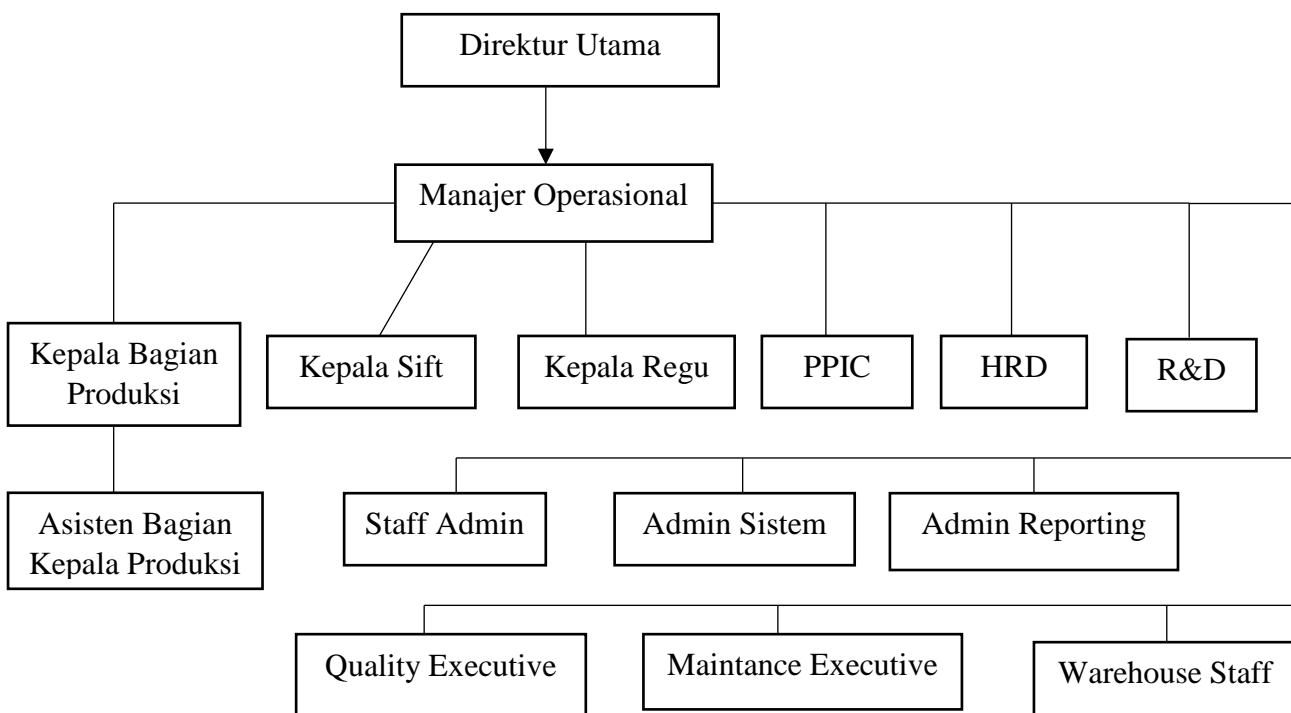 Direktur Utama
Manajer Operasional
Kepala Bagian
Produksi
Kepala Sift
Kepala Regu
PPIC
HRD
R&D
Asisten Bagian
Kepala Produksi
Staff Admin
Admin Sistem
Admin Reporting
Quality Executive
Maintance Executive
Warehouse Staff